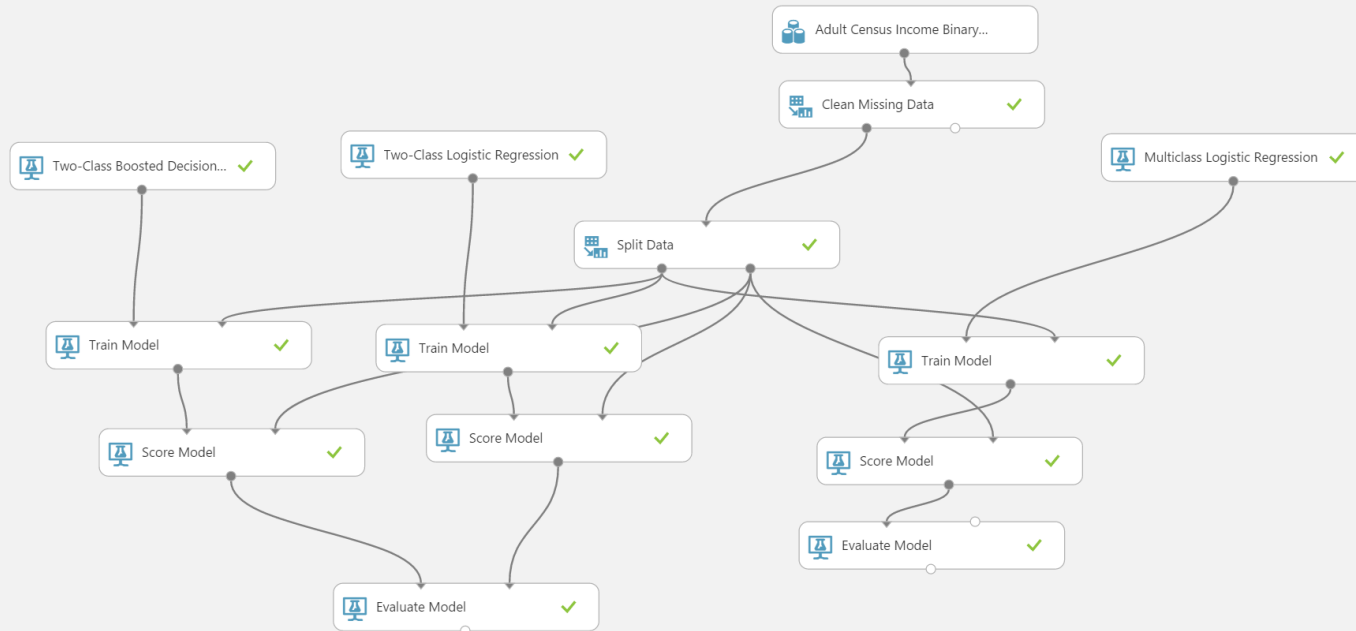 Adult Census Income Binary...
Clean Missing Data
Two-Class Boosted Decision...
Two-Class Logistic Regression
Multiclass Logistic Regression
Split Data
Train Model
Train Model
Train Model
Score Model
Score Model
Score Model
Evaluate Model
Evaluate Model